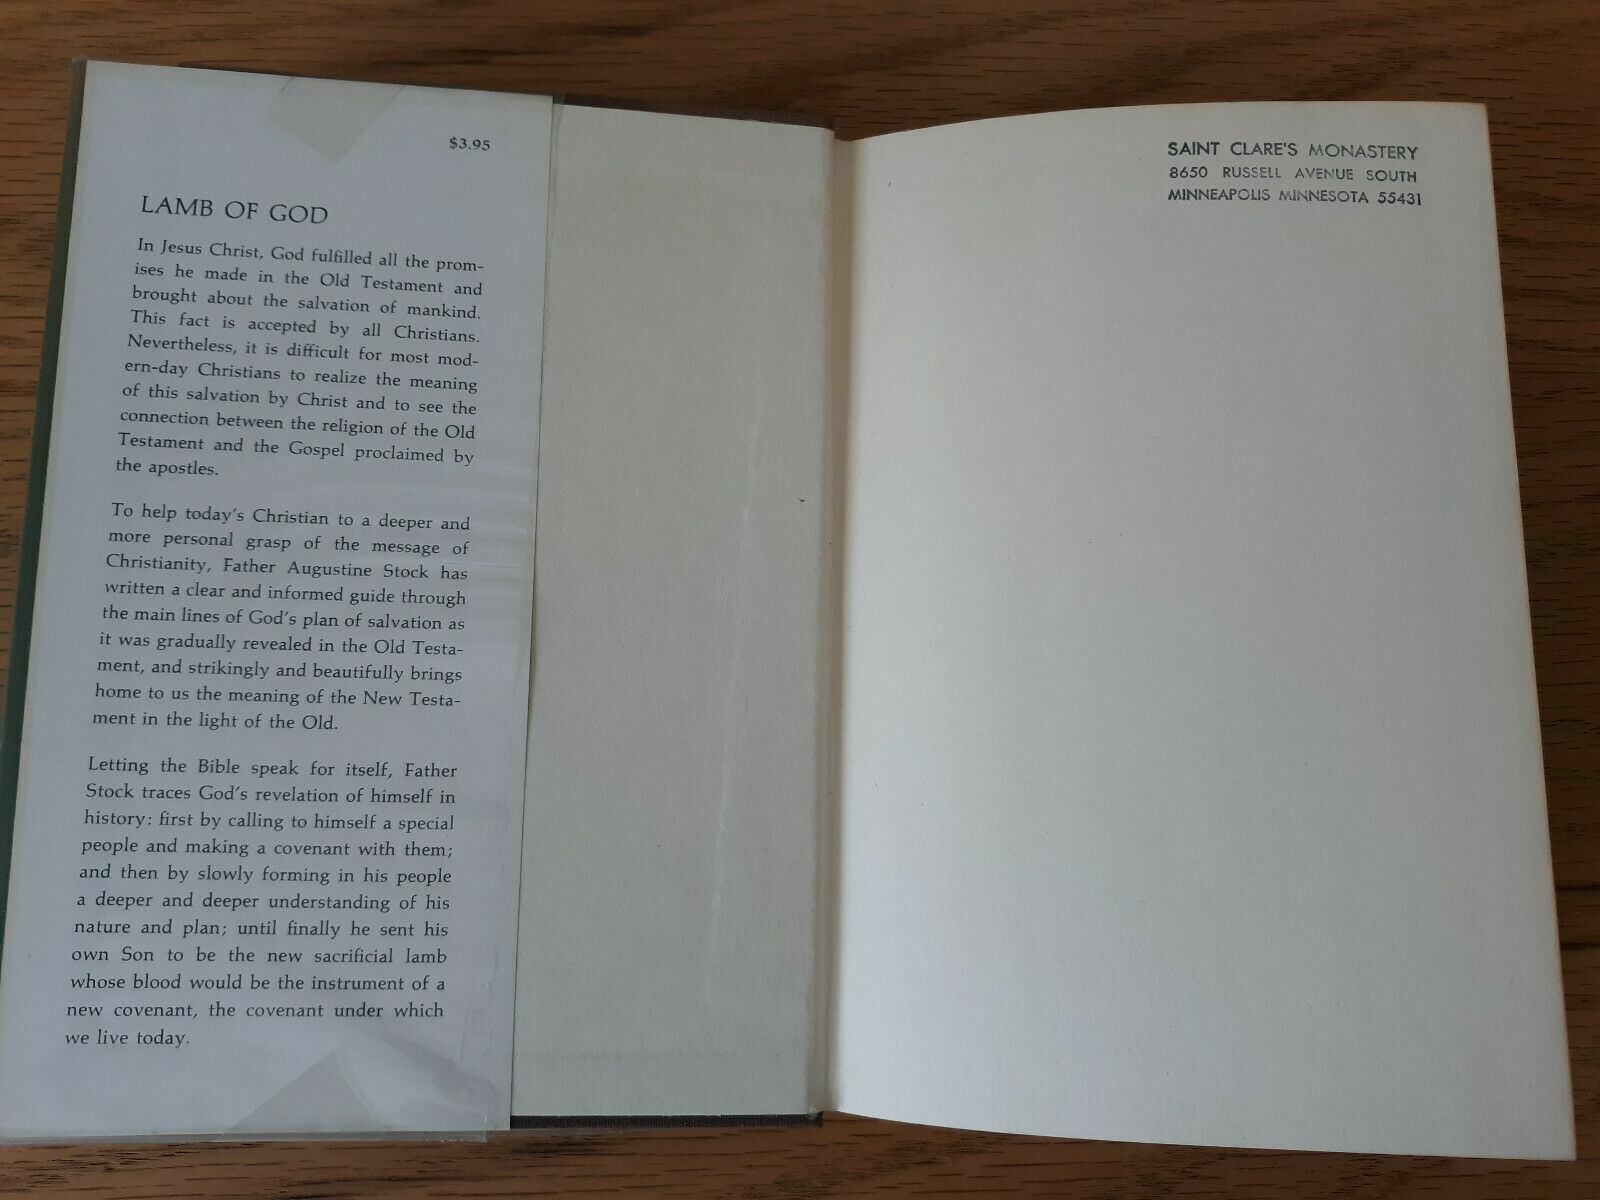 $3.95
LAMB OF GOD
In Jesus Christ, God fulfilled all the prom-
ises he made in the Old Testament and
brought about the salvation of mankind.
This fact is accepted by all Christians.
Nevertheless, it is difficult for most mod-
ern-day Christians to realize the meaning
of this salvation by Christ and to see the
connection between the religion of the Old
Testament and the Gospel proclaimed by
the apostles.
To help today's Christian to a deeper and
more personal grasp of the message of
Christianity, Father Augustine Stock has
written a clear and informed guide through
the main lines of God's plan of salvation as
it was gradually revealed in the Old Testa-
ment, and strikingly and beautifully brings
home to us the meaning of the New Testa-
ment in the light of the Old.
Letting the Bible speak for itself, Father
Stock traces God's revelation of himself in
history: first by calling to himself a special
people and making a covenant with them;
and then by slowly forming in his people
a deeper and deeper understanding of his
nature and plan; until finally he sent his
own Son to be the new sacrificial lamb
whose blood would be the instrument of a
new covenant, the covenant under which
we live today.
SAINT CLARE'S MONASTERY
8650 RUSSELL AVENUE SOUTH
MINNEAPOLIS MINNESOTA 55431